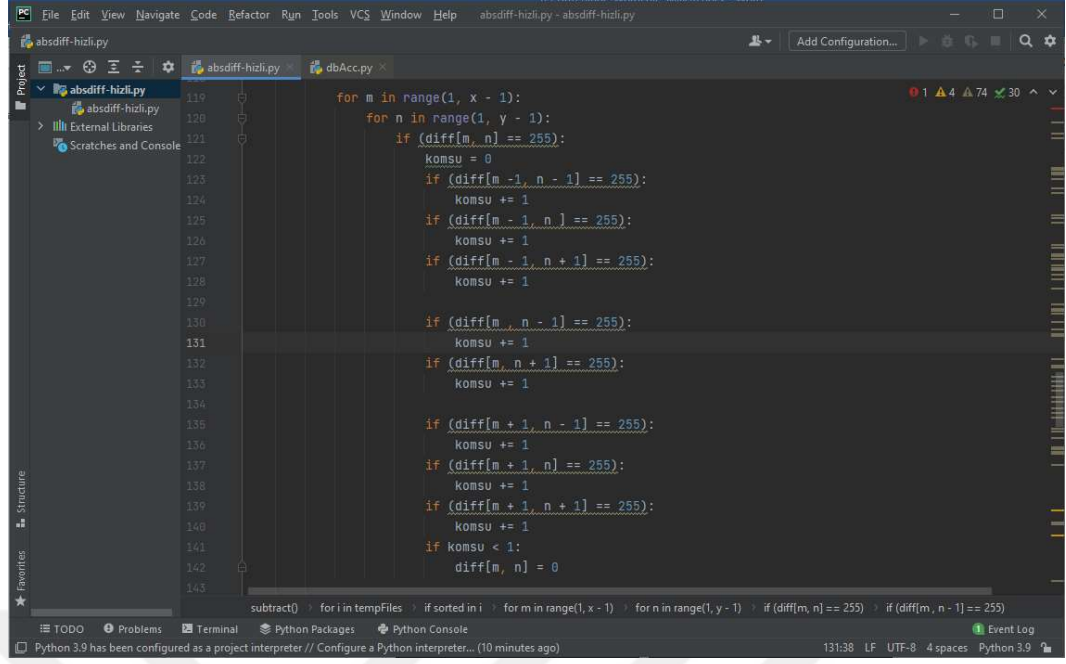 PC File Edit View Navigate Code Refactor Run Tools VCS Window Help absdiff-hizli.py - absdiff-hizli.py
absdiff-hizli.py Add Configuration...
Project ... absdiff-hizli.py dbAcc.py
absdiff-hizli.py
absdiff-hizli.py
External Libraries
Scratches and Console
1 4 74 30
119 for m in range(1, x - 1):
120 for n in range(1, y - 1):
121 if (diff[m, n] == 255):
122 komsu = 0
123 if (diff[m -1, n - 1] == 255):
124 komsu += 1
125 if (diff[m - 1, n ] == 255):
126 komsu += 1
127 if (diff[m - 1, n + 1] == 255):
128 komsu += 1
129
130 if (diff[m , n - 1] == 255):
131 komsu += 1
132 if (diff[m, n + 1] == 255):
133 komsu += 1
134
135 if (diff[m + 1, n - 1] == 255):
136 komsu += 1
137 if (diff[m + 1, n] == 255):
138 komsu += 1
139 if (diff[m + 1, n + 1] == 255):
140 komsu += 1
141 if komsu < 1:
142 diff[m, n] = 0
143
Structure
Favorites
subtract() for i in tempFiles if sorted in i for m in range(1, x - 1) for n in range(1, y - 1) if (diff[m, n] == 255) if (diff[m , n - 1] == 255)
TODO Problems Terminal Python Packages Python Console 1 Event Log
Python 3.9 has been configured as a project interpreter // Configure a Python interpreter... (10 minutes ago) 131:38 LF UTF-8 4 spaces Python 3.9